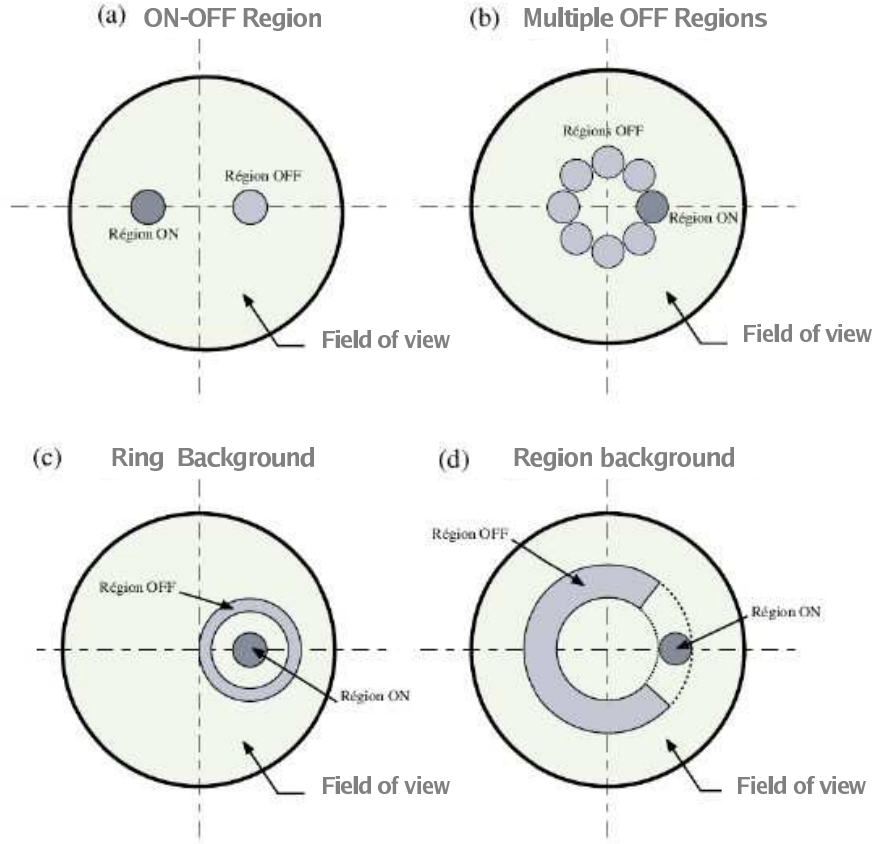 (a) ON-OFF Region
Région OFF
Région ON
Field of view
(b) Multiple OFF Regions
Régions OFF
Région ON
Field of view
(c) Ring Background
Région OFF
Région ON
Field of view
(d) Region background
Région OFF
Région ON
Field of view